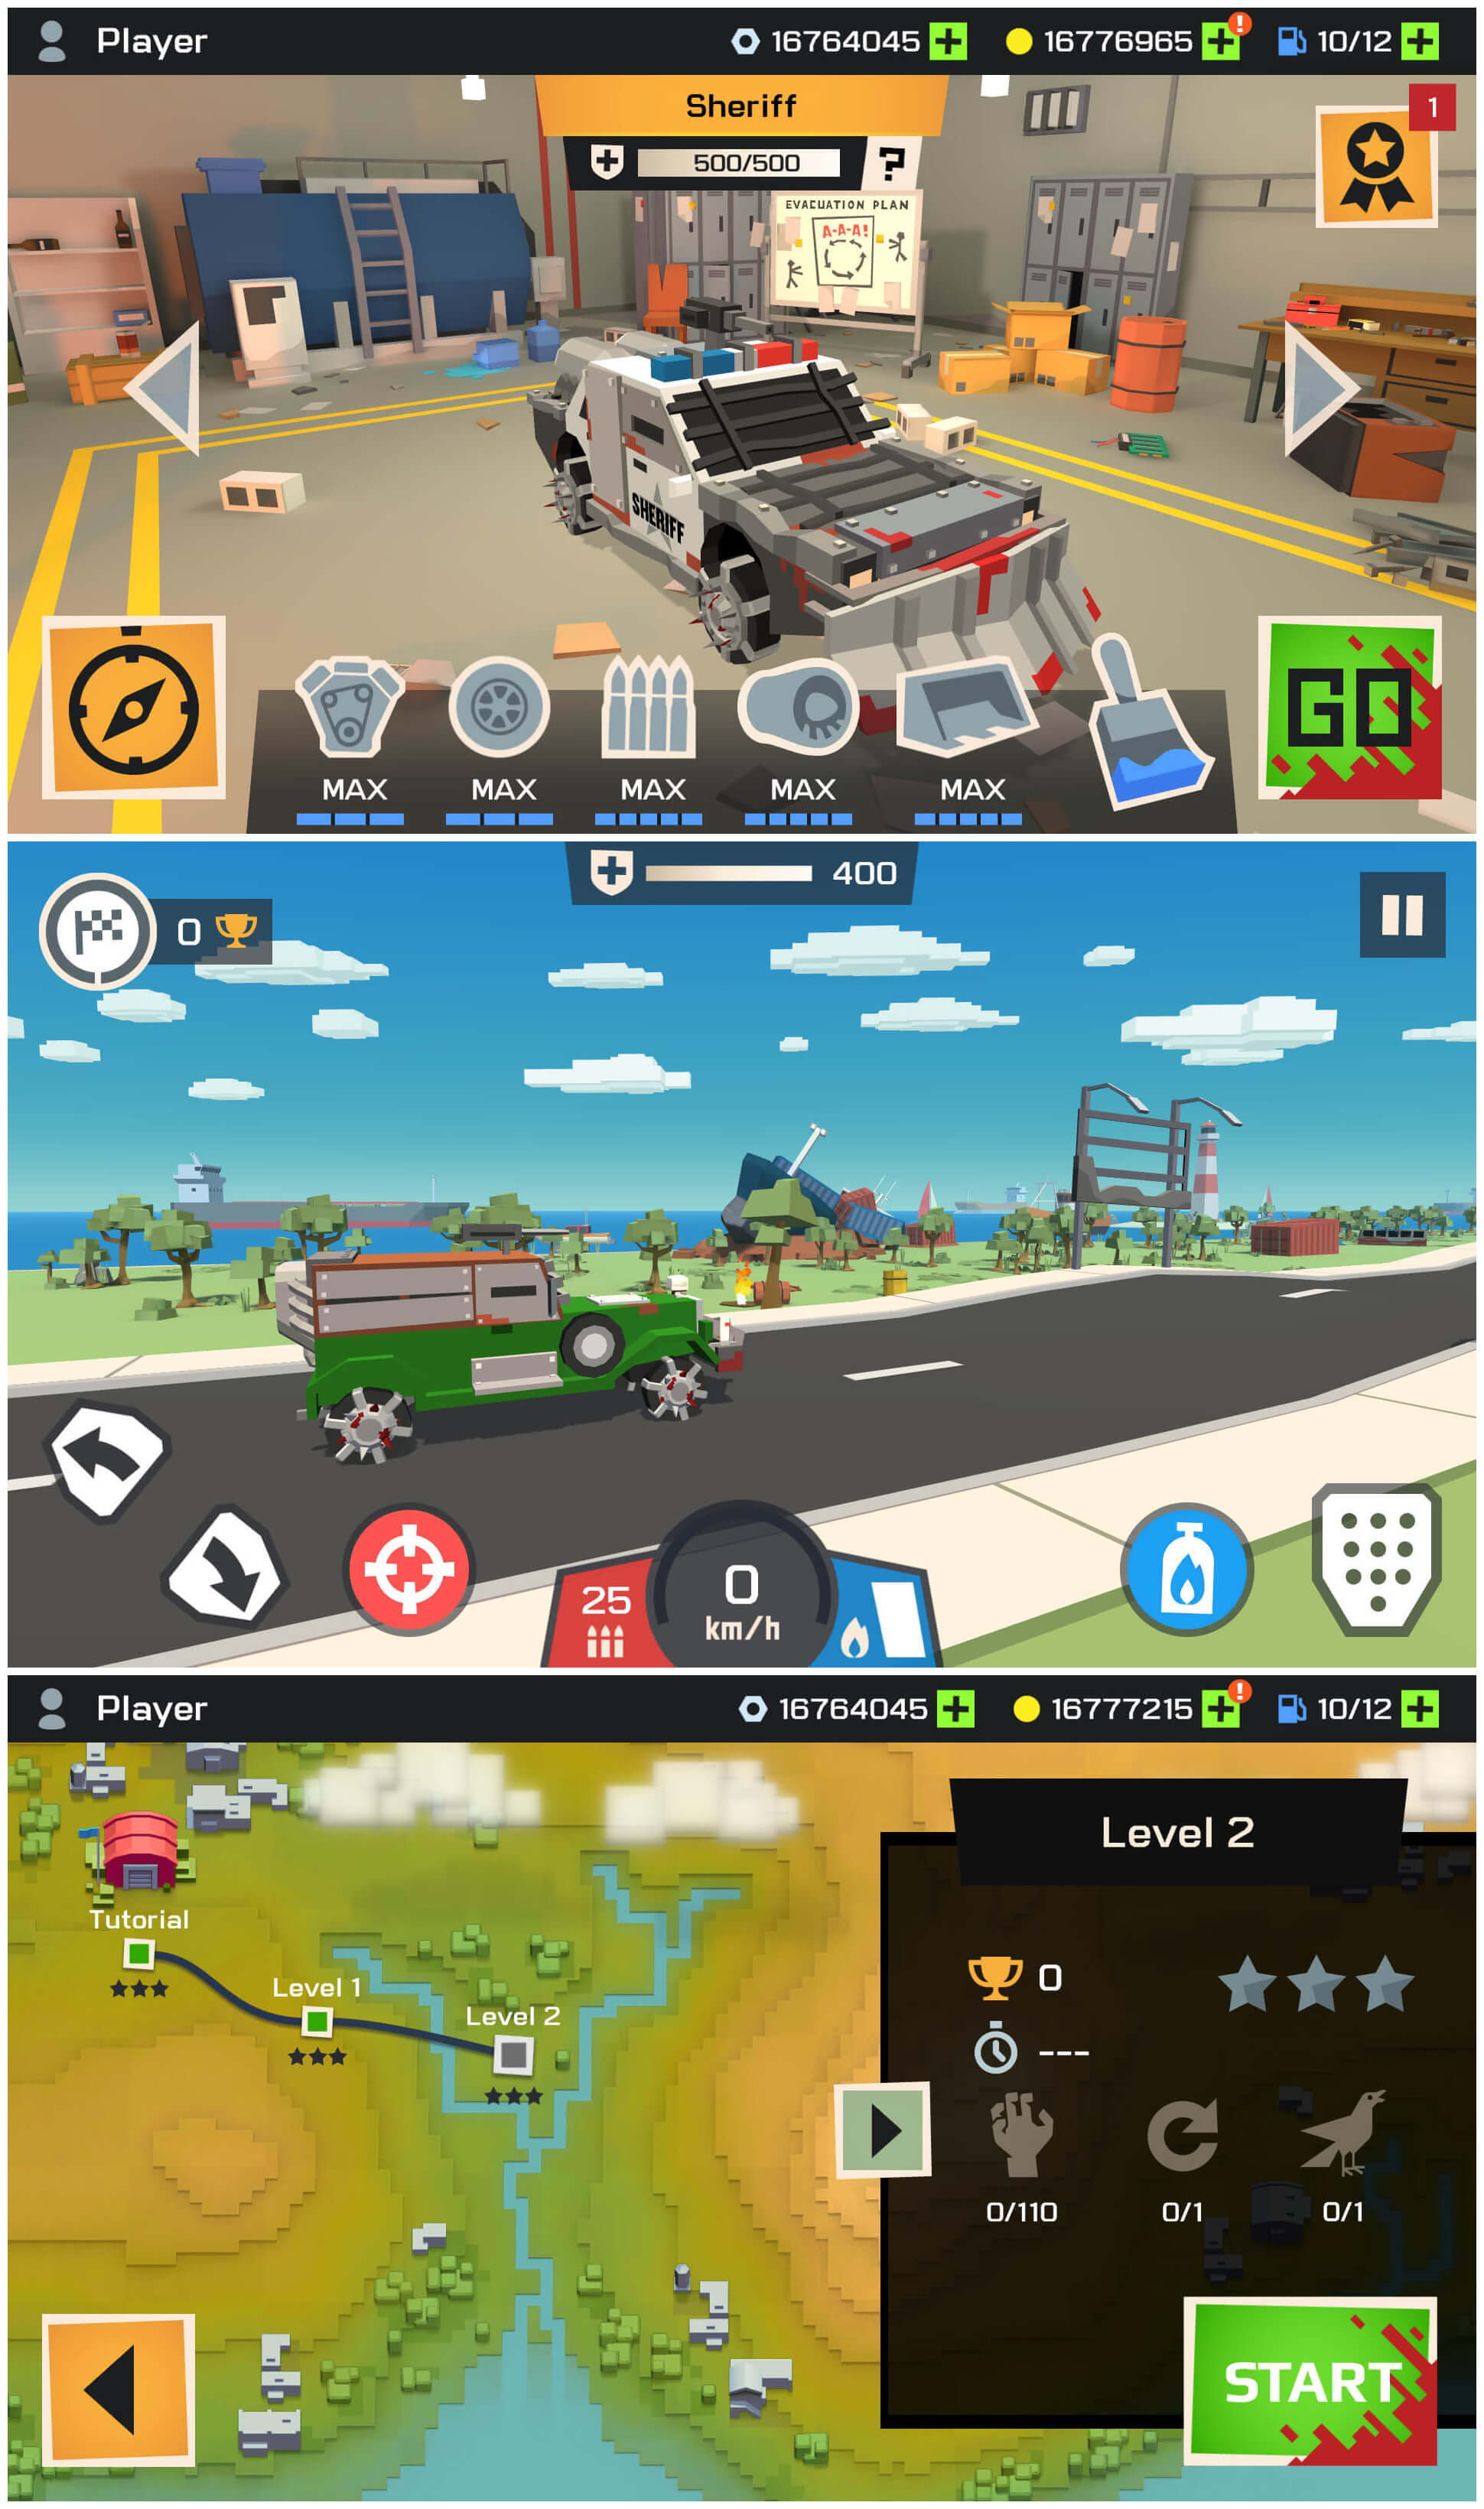 Player 16764045 16776965 ! 10/12
Sheriff
1
500/500 ?
EVACUATION PLAN
A-A-A!
SHERIFF
GO
MAX MAX MAX MAX MAX
400
0
25
0
km/h
Player 16764045 16777215 ! 10/12
Level 2
Tutorial
Level 1
Level 2
0
---
0/110 0/1 0/1
START